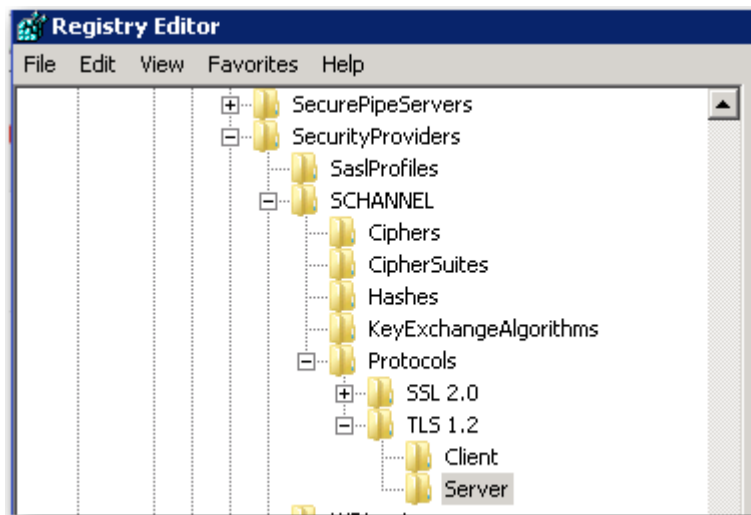 Registry Editor
File Edit View Favorites Help
SecurePipeServers
SecurityProviders
SaslProfiles
SCHANNEL
Ciphers
CipherSuites
Hashes
KeyExchangeAlgorithms
Protocols
SSL 2.0
TLS 1.2
Client
Server